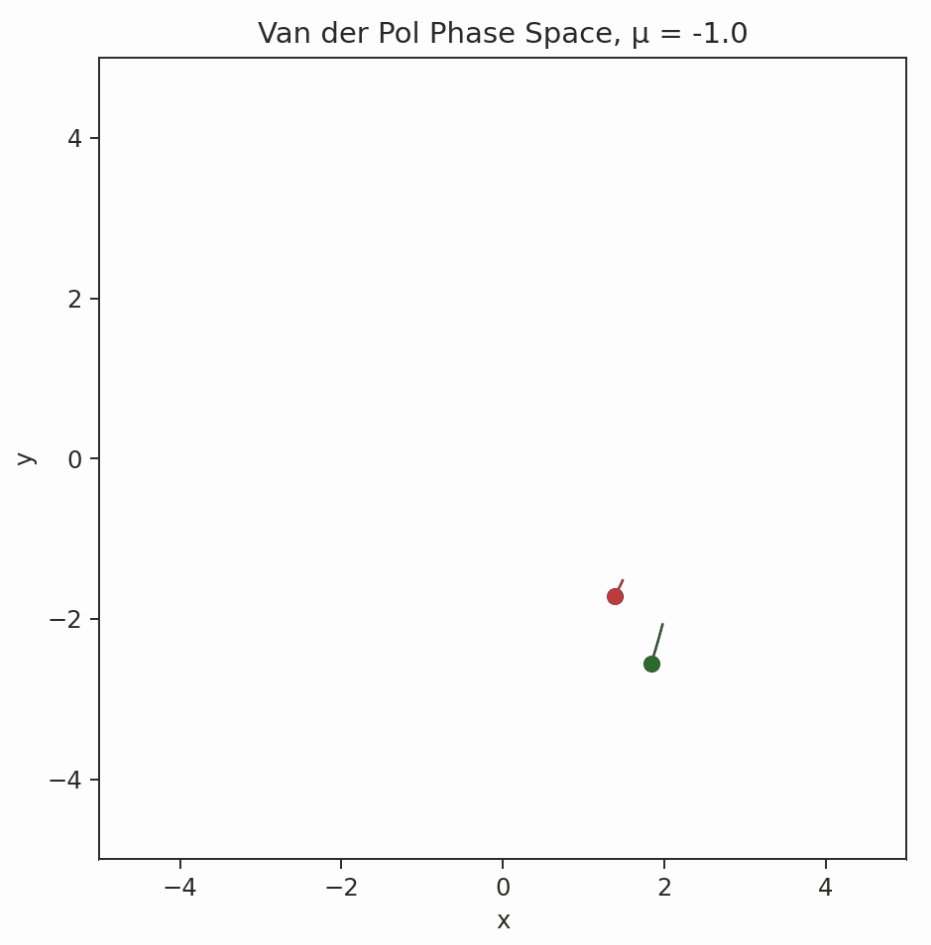 Van der Pol Phase Space, μ = -1.0
4
2
0
−2
−4
y
−4 −2 0 2 4
x